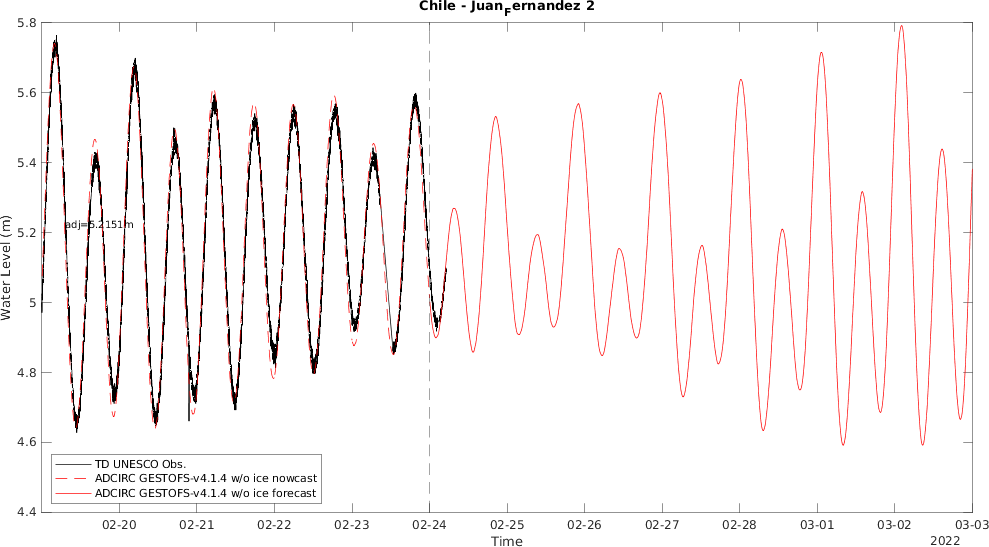 Chile - Juan_Fernandez 2
Water Level (m)
5.8
5.6
5.4
5.2
5
4.8
4.6
4.4
adj=5.2151m
TD UNESCO Obs.
ADCIRC GESTOFS-v4.1.4 w/o ice nowcast
ADCIRC GESTOFS-v4.1.4 w/o ice forecast
02-20 02-21 02-22 02-23 02-24 02-25 02-26 02-27 02-28 03-01 03-02 03-03
Time
2022